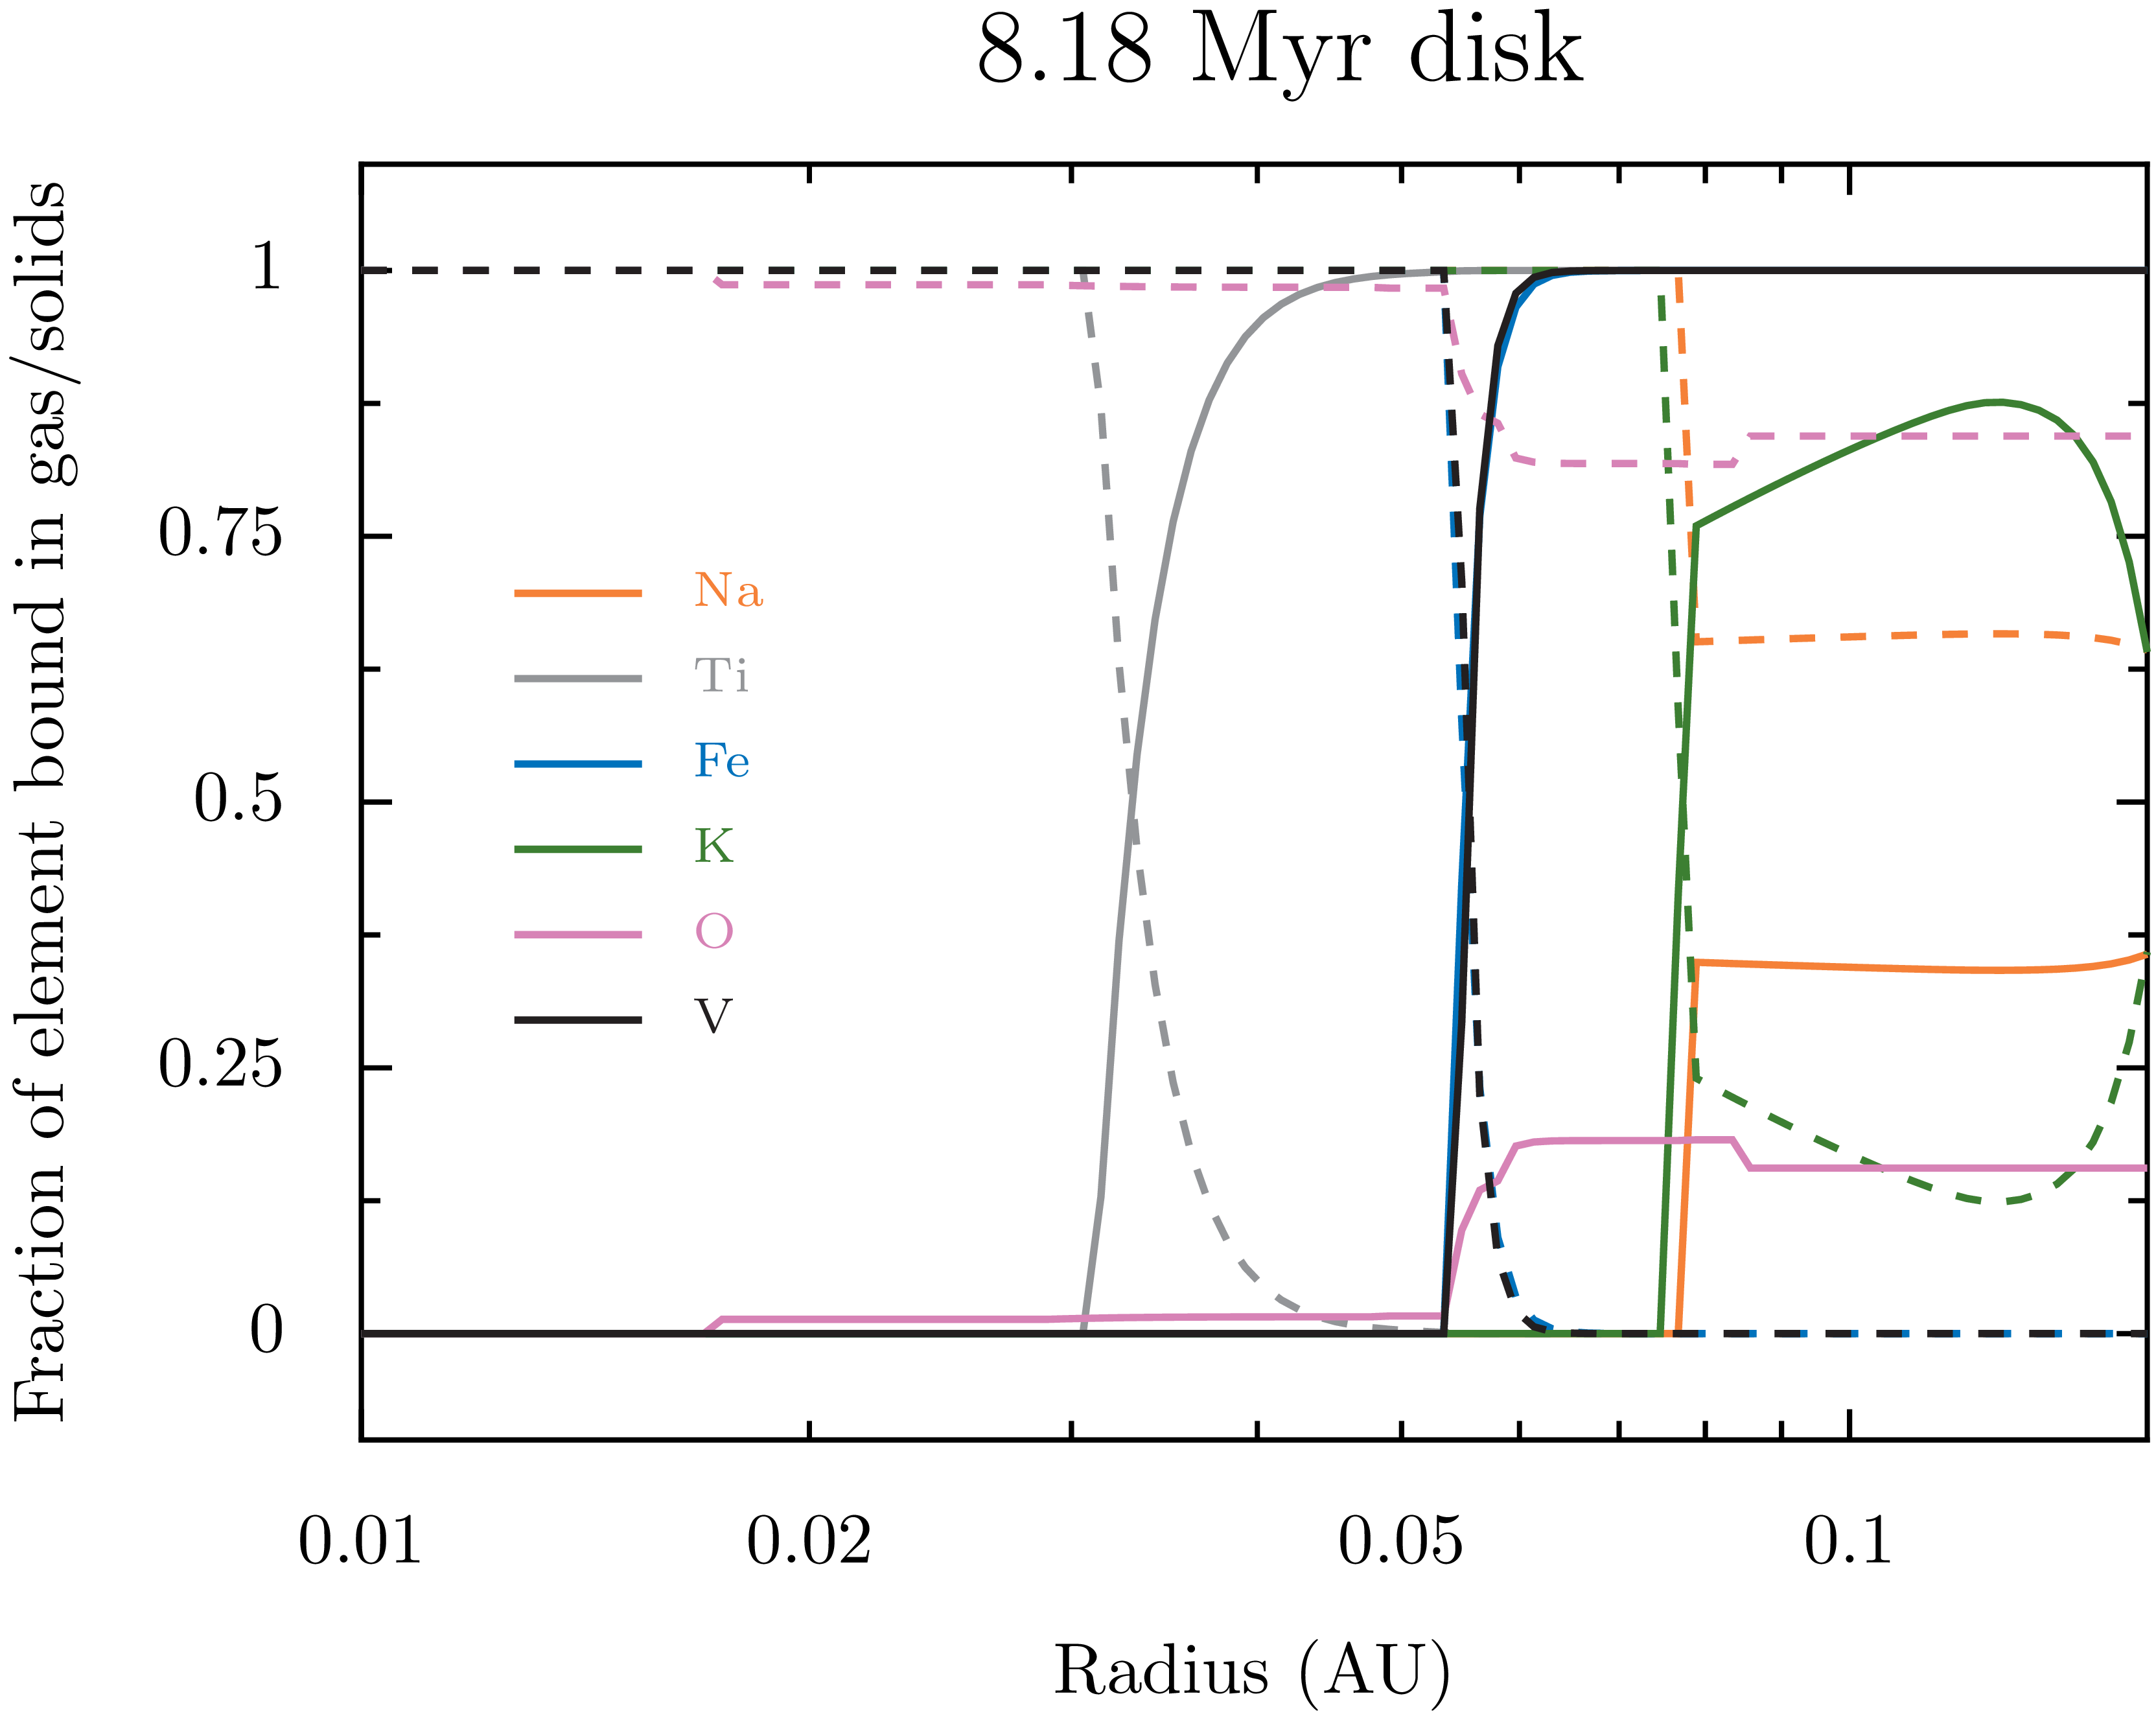 8.18 Myr disk
Fraction of element bound in gas/solids
1
0.75
0.5
0.25
0
Na
Ti
Fe
K
O
V
0.01 0.02 0.05 0.1
Radius (AU)